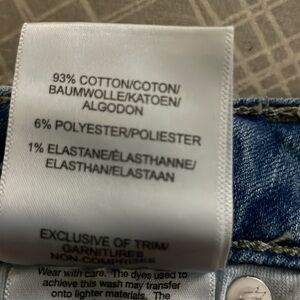 93% COTTON/COTON/
BAUMWOLLE/KATOEN/
ALGODON
6% POLYESTER/POLIESTER
1% ELASTANE/ÉLASTHANNE/
ELASTHAN/ELASTAAN
EXCLUSIVE OF TRIM/
GARNITURES
NON-COMPRISES
Wear with care. The dyes used to
achieve this wash may transfer
onto lighter materials. The